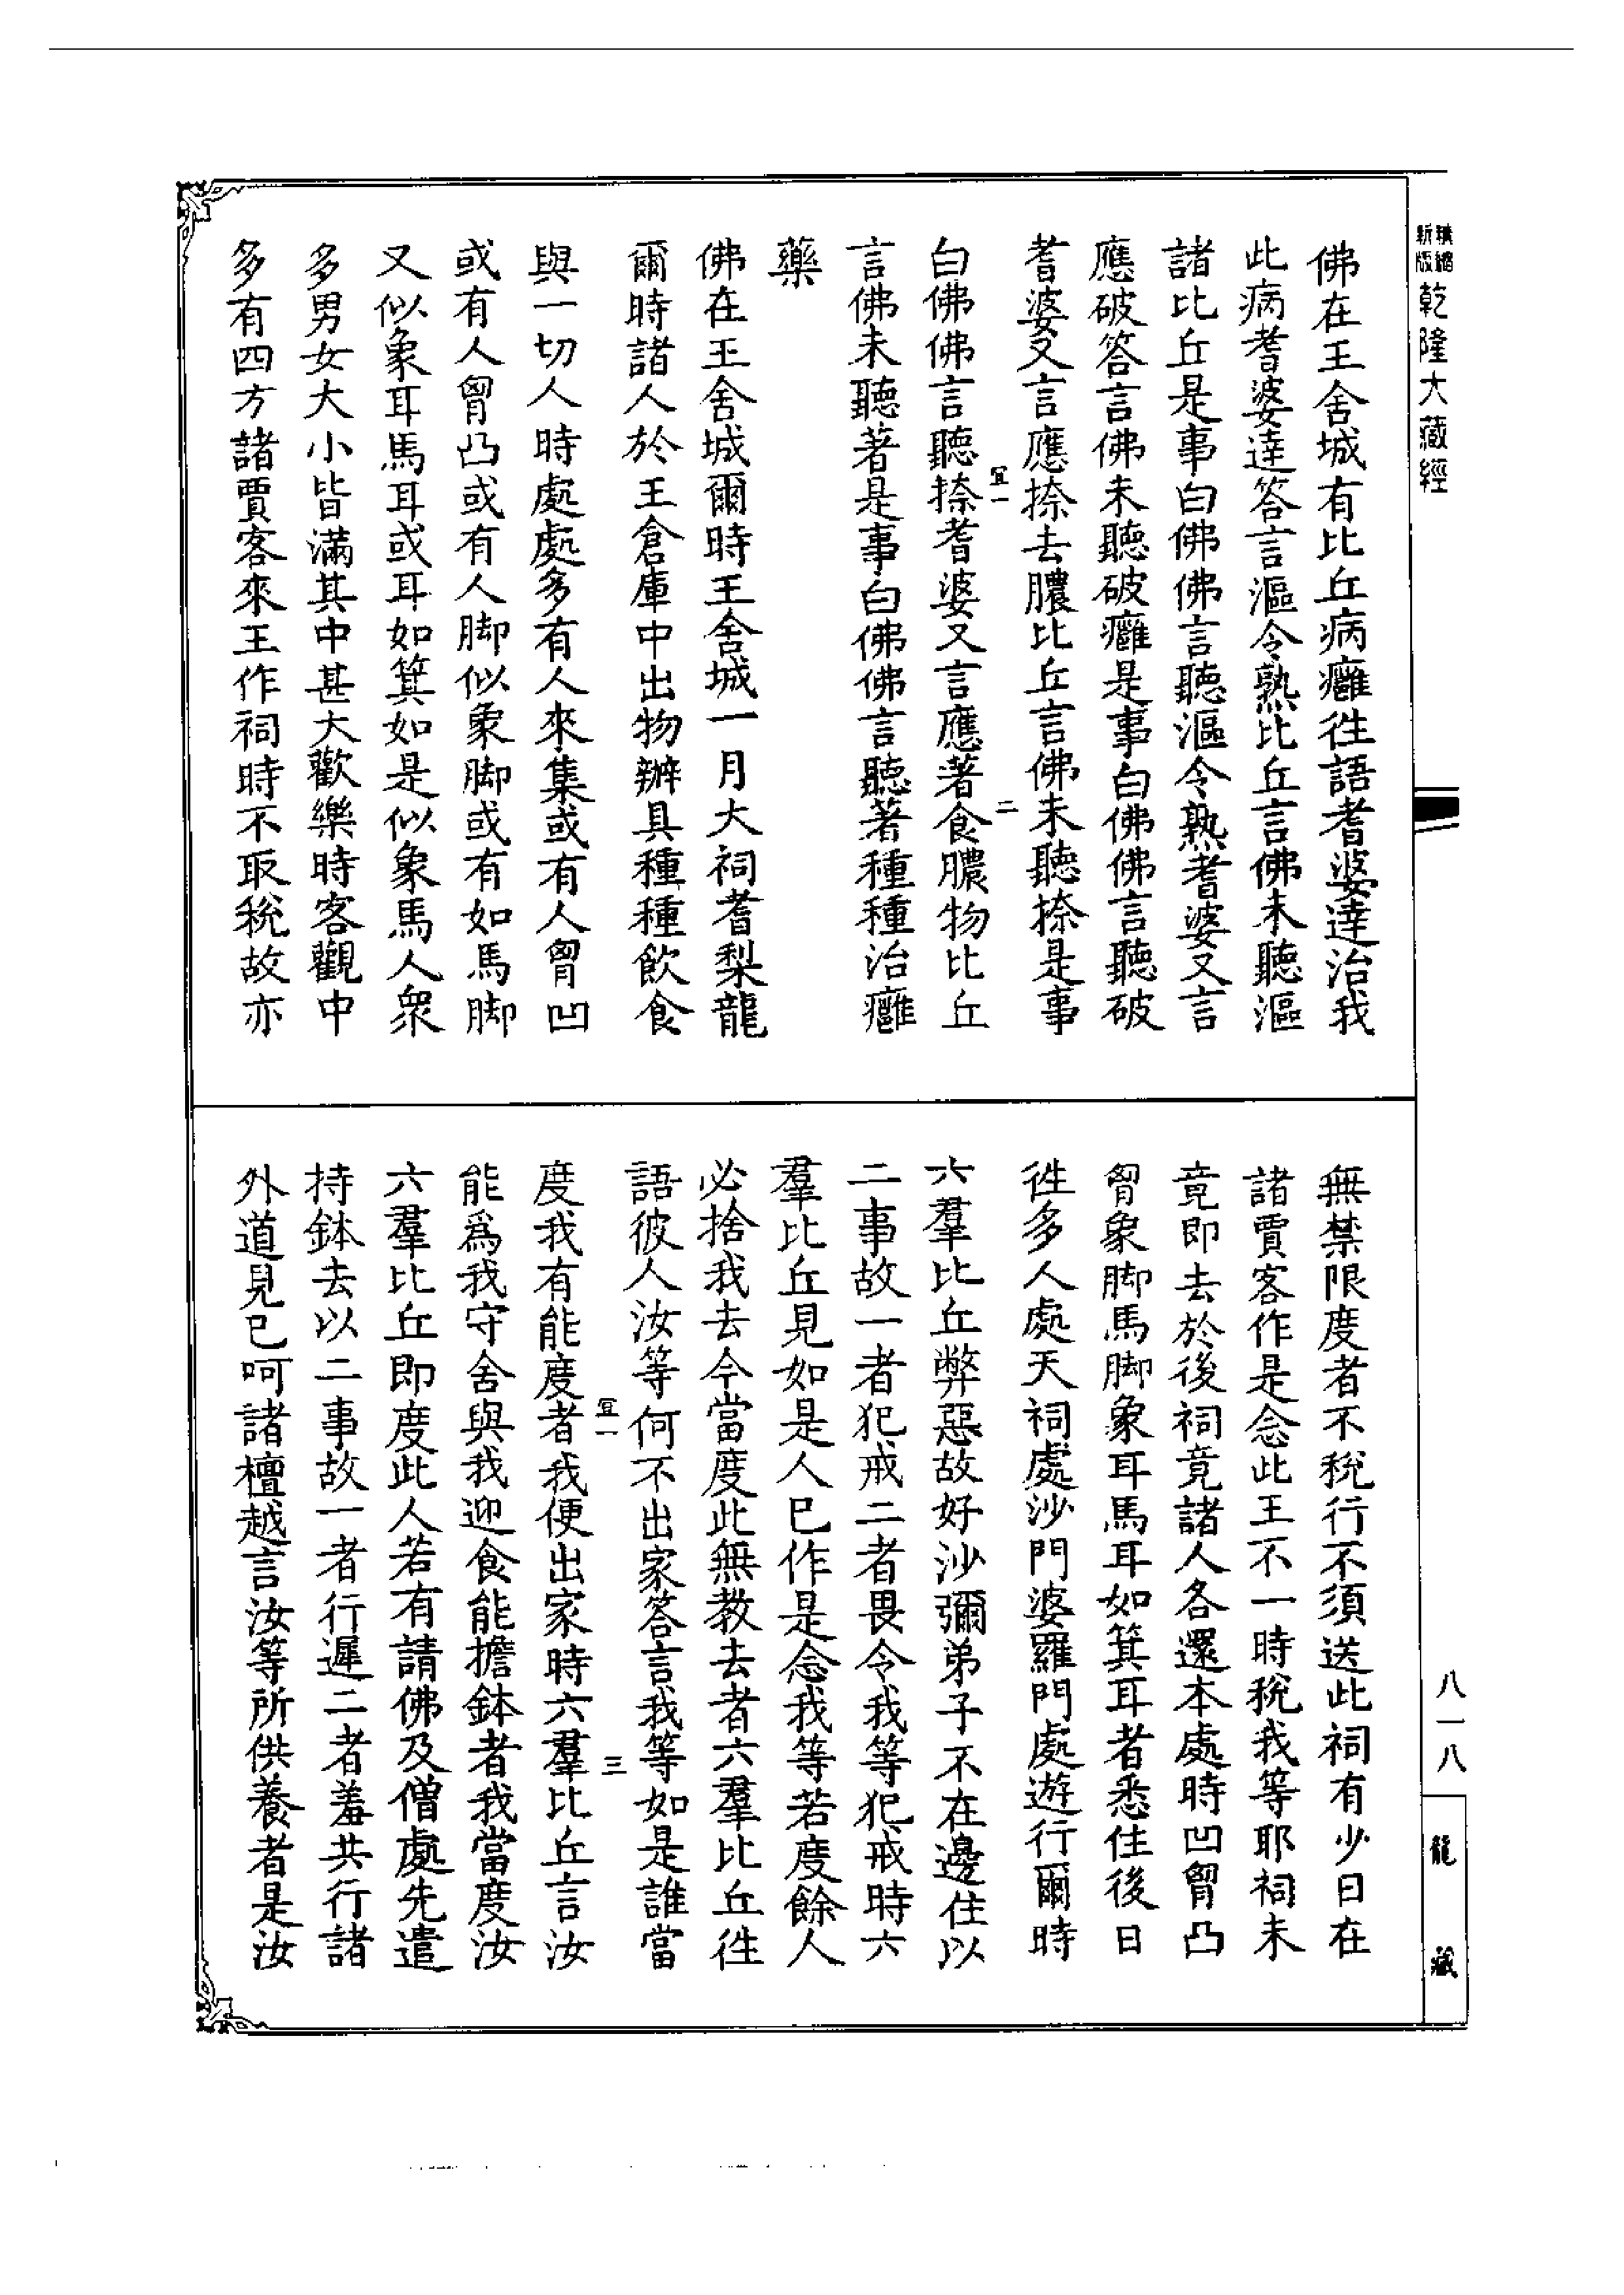 新版
精縮
乾隆大藏經
佛在王舍城有比丘病癰往語耆婆達治我
此病耆婆達答言漚令熟比丘言佛未聽漚
諸比丘是事白佛佛言聽漚令熟耆婆又言
應破答言佛未聽破癰是事白佛佛言聽破
耆婆又言應捺去膿比丘言佛未聽捺是事
宜一
二
白佛佛言聽捺耆婆又言應著食膿物比丘
言佛未聽著是事白佛佛言聽著種種治癰
藥
佛在王舍城爾時王舍城一月大祠耆梨龍
爾時諸人於王倉庫中出物辦具種種飲食
與一切人時處處多有人來集或有人胷凹
或有人胷凸或有人脚似象脚或有如馬脚
又似象耳馬耳或耳如箕如是似象馬人衆
多男女大小皆滿其中甚大歡樂時客觀中
多有四方諸賈客來王作祠時不取稅故亦
無禁限度者不稅行不須送此祠有少日在
諸賈客作是念此王不一時稅我等耶祠未
竟即去於後祠竟諸人各還本處時凹胷凸
胷象脚馬脚象耳馬耳如箕耳者悉住後日
徃多人處天祠處沙門婆羅門處遊行爾時
六羣比丘弊惡故好沙彌弟子不在邊住以
二事故一者犯戒二者畏令我等犯戒時六
羣比丘見如是人巳作是念我等若度餘人
必捨我去今當度此無教去者六羣比丘徃
語彼人汝等何不出家答言我等如是誰當
宜一
三
度我有能度者我便出家時六羣比丘言汝
能爲我守舍與我迎食能擔鉢者我當度汝
六羣比丘即度此人若有請佛及僧處先遣
持鉢去以二事故一者行遲二者羞共行諸
外道見巳呵諸檀越言汝等所供養者是汝
八一八
龍藏